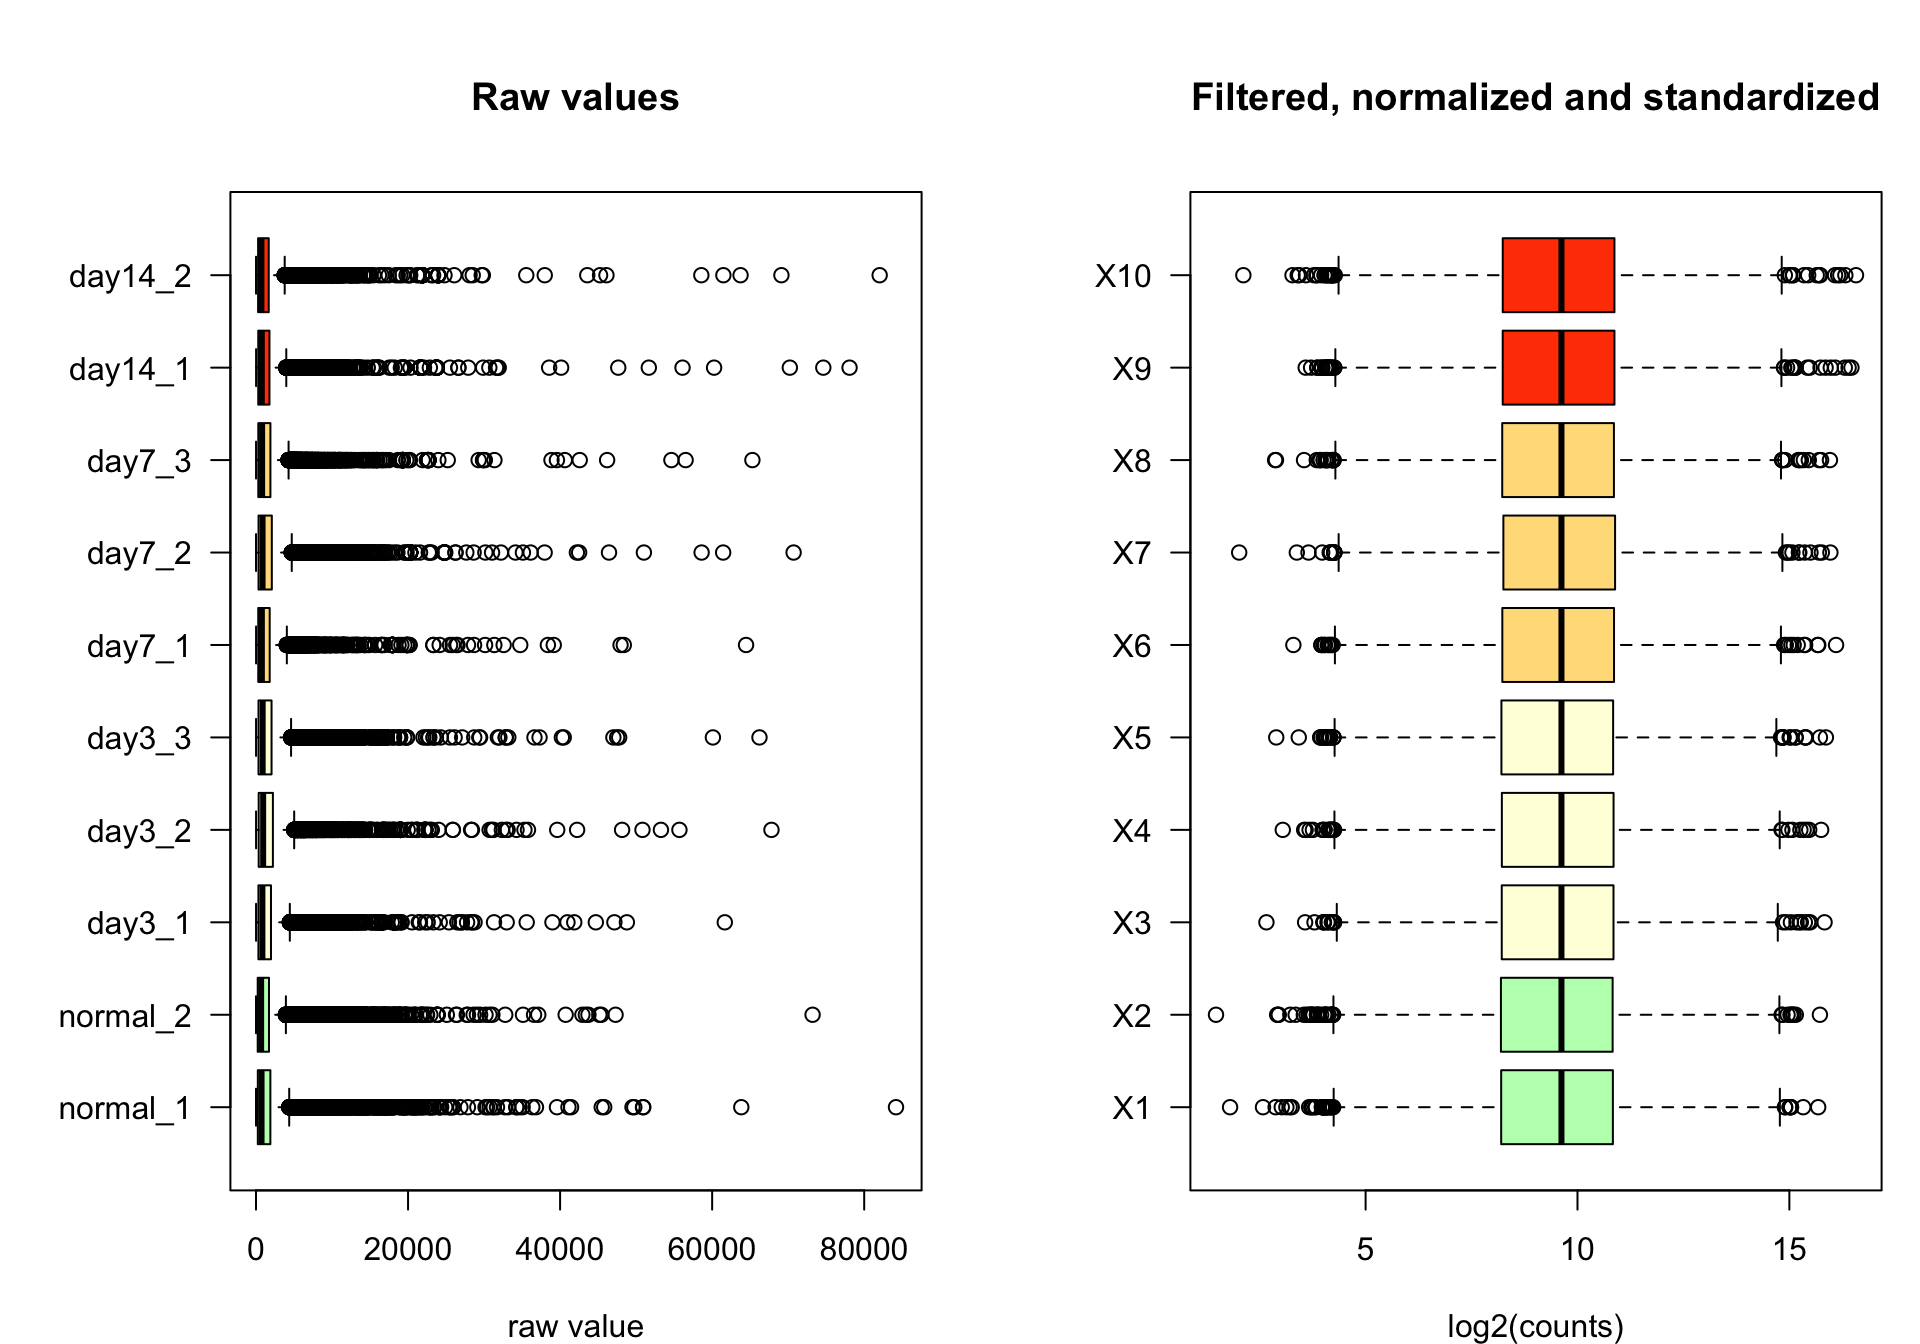 Raw values
day14_2
day14_1
day7_3
day7_2
day7_1
day3_3
day3_2
day3_1
normal_2
normal_1
0 20000 40000 60000 80000
raw value
Filtered, normalized and standardized
X10
X9
X8
X7
X6
X5
X4
X3
X2
X1
5 10 15
log2(counts)